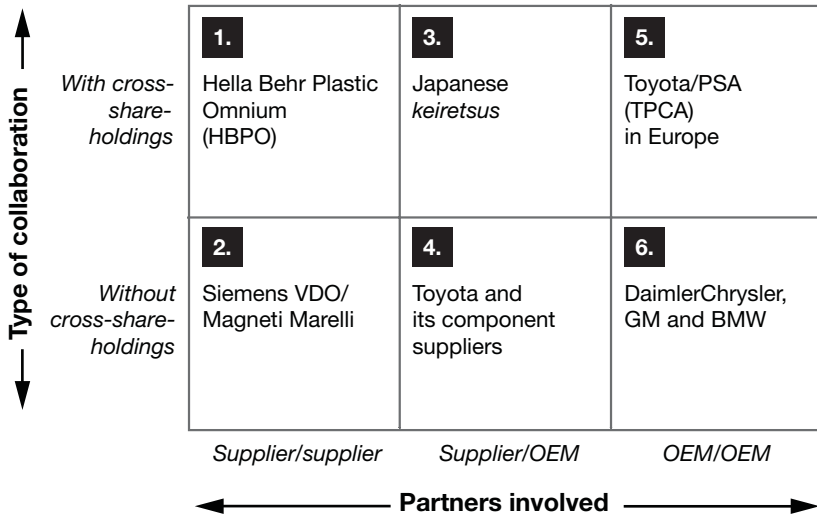 Type of collaboration
With cross-
share-
holdings
1.
Hella Behr Plastic
Omnium
(HBPO)
3.
Japanese
keiretsus
5.
Toyota/PSA
(TPCA)
in Europe
Without
cross-share-
holdings
2.
Siemens VDO/
Magneti Marelli
4.
Toyota and
its component
suppliers
6.
DaimlerChrysler,
GM and BMW
Supplier/supplier
Supplier/OEM
OEM/OEM
Partners involved